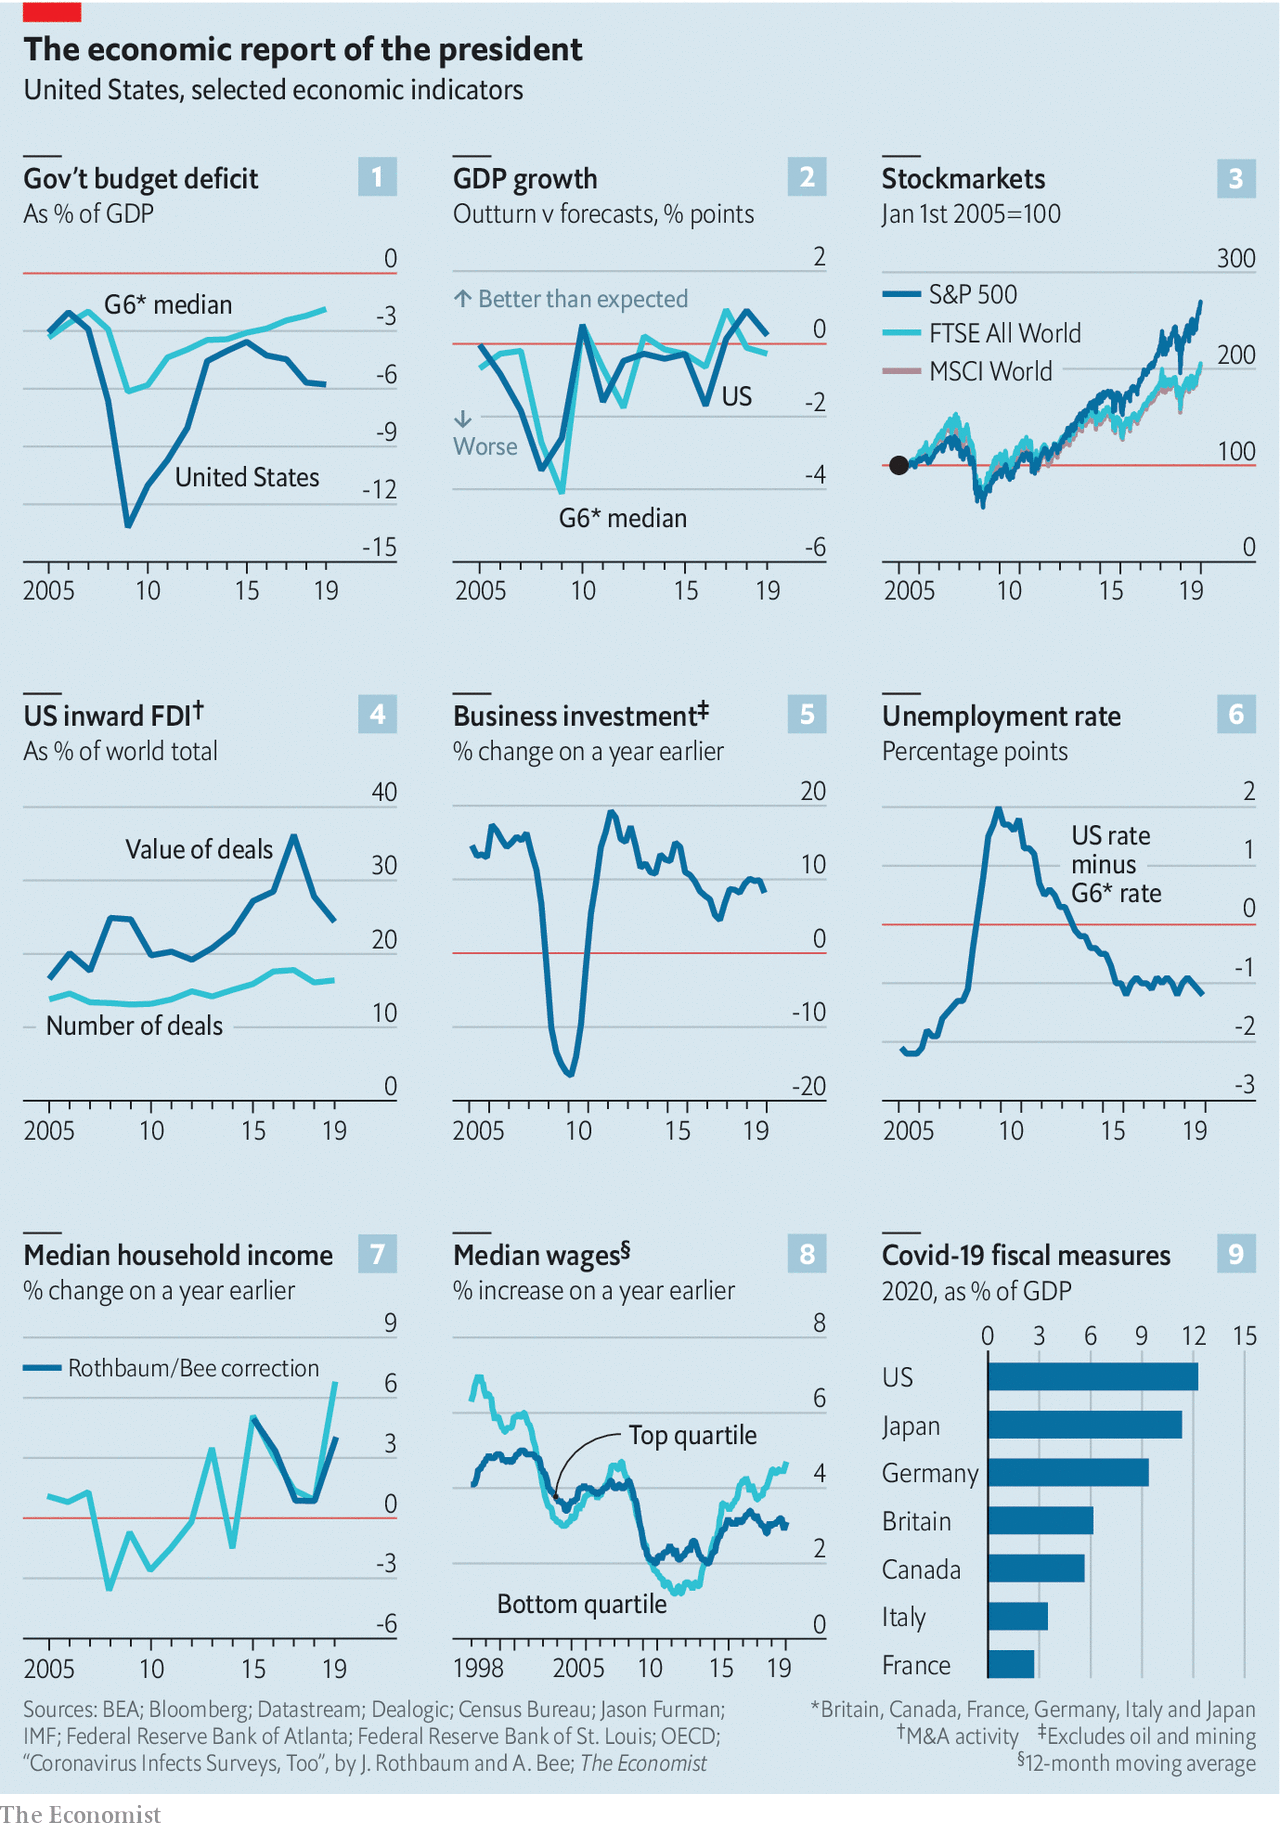 The economic report of the president
United States, selected economic indicators
Gov't budget deficit
1
As % of GDP
0
-3
-6
-9
-12
-15
G6* median
United States
2005 10 15 19
GDP growth
2
Outturn v forecasts, % points
2
0
-2
-4
-6
↑ Better than expected
↓
Worse
US
G6* median
2005 10 15 19
Stockmarkets
3
Jan 1st 2005=100
300
200
100
0
S&P 500
FTSE All World
MSCI World
2005 10 15 19
US inward FDI†
4
As % of world total
40
30
20
10
0
Value of deals
Number of deals
2005 10 15 19
Business investment‡
5
% change on a year earlier
20
10
0
-10
-20
2005 10 15 19
Unemployment rate
6
Percentage points
2
1
0
-1
-2
-3
US rate
minus
G6* rate
2005 10 15 19
Median household income
7
% change on a year earlier
9
6
3
0
-3
-6
Rothbaum/Bee correction
2005 10 15 19
Median wages§
8
% increase on a year earlier
8
6
4
2
0
Top quartile
Bottom quartile
1998 2005 10 15 19
Covid-19 fiscal measures
9
2020, as % of GDP
0 3 6 9 12 15
US
Japan
Germany
Britain
Canada
Italy
France
Sources: BEA; Bloomberg; Datastream; Dealogic; Census Bureau; Jason Furman;
IMF; Federal Reserve Bank of Atlanta; Federal Reserve Bank of St. Louis; OECD;
“Coronavirus Infects Surveys, Too”, by J. Rothbaum and A. Bee; The Economist
*Britain, Canada, France, Germany, Italy and Japan
†M&A activity ‡Excludes oil and mining
§12-month moving average
The Economist